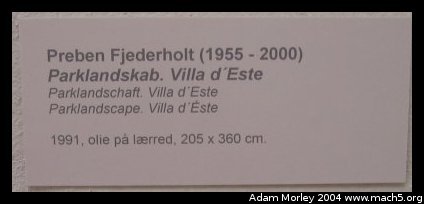 Preben Fjederholt (1955 - 2000)
Parklandskab. Villa d´Este
Parklandschaft. Villa d´Este
Parklandscape. Villa d´Éste
1991, olie på lærred, 205 x 360 cm.
Adam Morley 2004 www.mach5.org